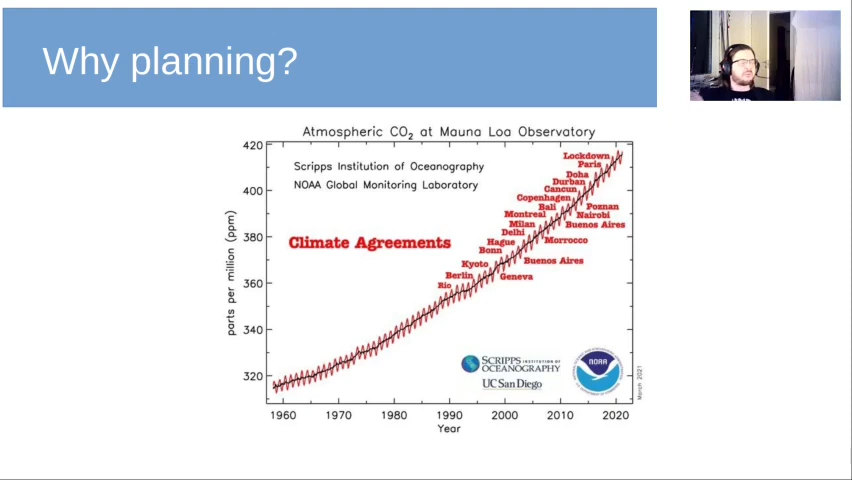 Why planning?
Atmospheric CO2 at Mauna Loa Observatory
Scripps Institution of Oceanography
NOAA Global Monitoring Laboratory
Climate Agreements
Lockdown
Paris
Doha
Durban
Cancun
Copenhagen
Bali
Poznan
Montreal
Nairobi
Milan
Buenos Aires
Delhi
Hague
Morrocco
Bonn
Kyoto
Buenos Aires
Berlin
Geneva
Rio
420
400
380
360
340
320
parts per million (ppm)
SCRIPPS INSTITUTION OF
OCEANOGRAPHY
UC San Diego
NOAA
March 2021
1960 1970 1980 1990 2000 2010 2020
Year